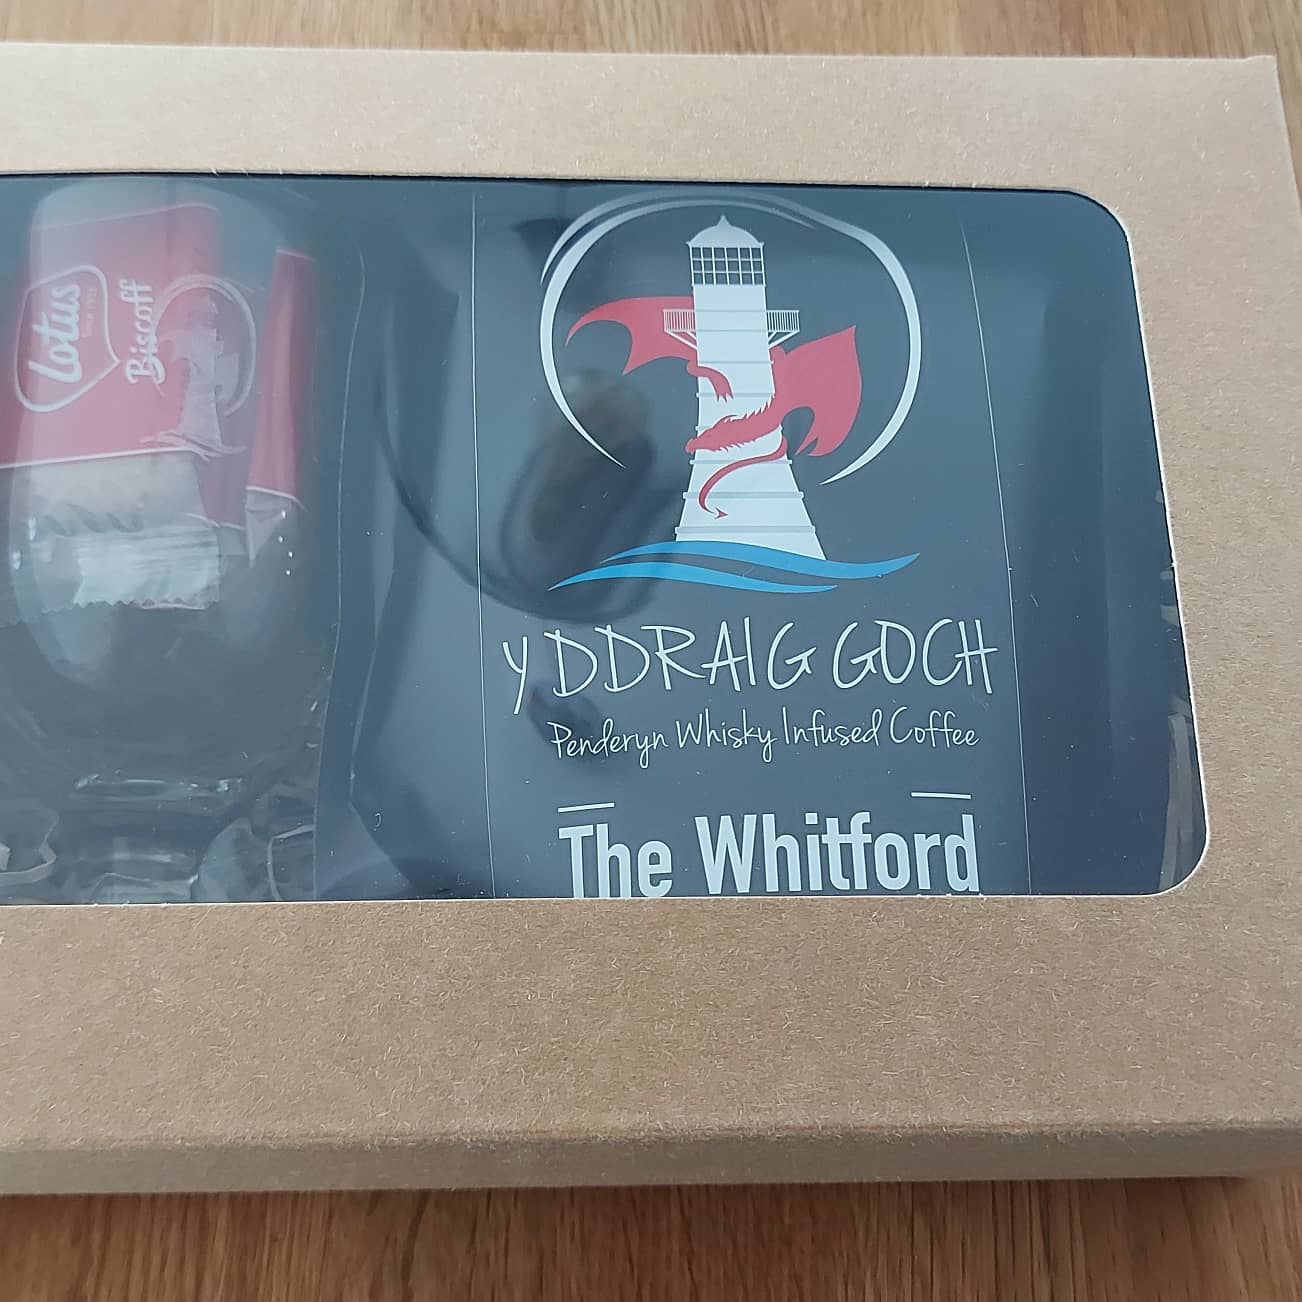 Lotus
Biscoff
Y DDRAIG GOCH
Penderyn Whisky Infused Coffee
The Whitford